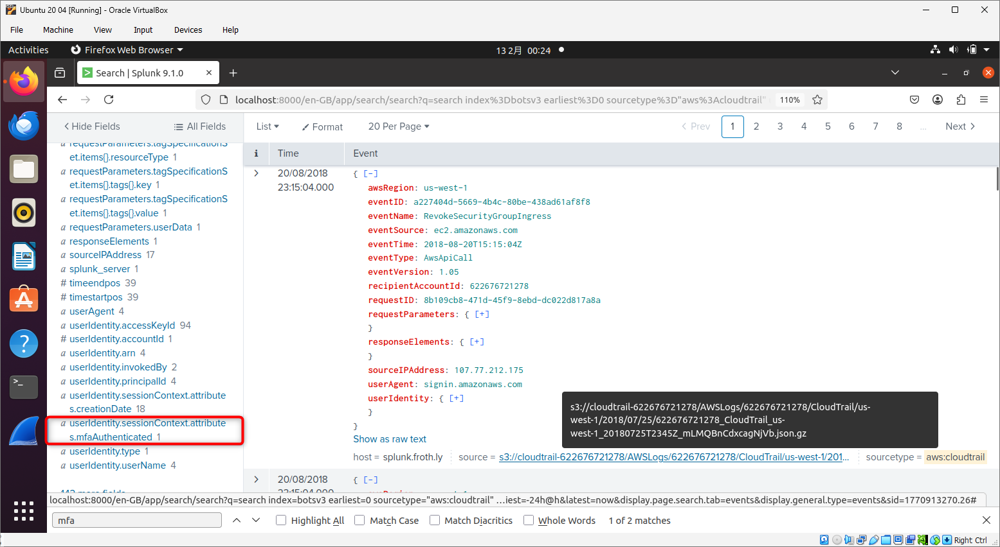 Ubuntu 20 04 [Running] - Oracle VirtualBox
File Machine View Input Devices Help
Activities Firefox Web Browser 13 2月 00:24
Search | Splunk 9.1.0
localhost:8000/en-GB/app/search/search?q=search index%3Dbotsv3 earliest%3D0 sourcetype%3D"aws%3Acloudtrail" 110%
Hide Fields All Fields
List Format 20 Per Page Prev 1 2 3 4 5 6 7 8 ... Next
requestParameters.tagSpecificationS
et.items{}.resourceType 1
a requestParameters.tagSpecificationS
et.items{}.tags{}.key 1
a requestParameters.tagSpecificationS
et.items{}.tags{}.value 1
a requestParameters.userData 1
a responseElements 1
a sourceIPAddress 17
a splunk_server 1
# timeendpos 39
# timestartpos 39
a userAgent 4
a userIdentity.accessKeyId 94
# userIdentity.accountId 1
a userIdentity.arn 4
a userIdentity.invokedBy 2
a userIdentity.principalId 4
a userIdentity.sessionContext.attribute
s.creationDate 18
a userIdentity.sessionContext.attribute
s.mfaAuthenticated 1
a userIdentity.type 1
a userIdentity.userName 4
142 more fields
i Time Event
20/08/2018
23:15:04.000
{ [-]
awsRegion: us-west-1
eventID: a227404d-5669-4b4c-80be-438ad61af8f8
eventName: RevokeSecurityGroupIngress
eventSource: ec2.amazonaws.com
eventTime: 2018-08-20T15:15:04Z
eventType: AwsApiCall
eventVersion: 1.05
recipientAccountId: 622676721278
requestID: 8b109cb8-471d-45f9-8ebd-dc022d817a8a
requestParameters: { [+]
}
responseElements: { [+]
}
sourceIPAddress: 107.77.212.175
userAgent: signin.amazonaws.com
userIdentity: { [+]
}
}
Show as raw text
s3://cloudtrail-622676721278/AWSLogs/622676721278/CloudTrail/us-
west-1/2018/07/25/622676721278_CloudTrail_us-
west-1_20180725T2345Z_mLMQBnCdxcagNjVb.json.gz
host = splunk.froth.ly source = s3://cloudtrail-622676721278/AWSLogs/622676721278/CloudTrail/us-west-1/201... sourcetype = aws:cloudtrail
20/08/2018
23:15:04.000
{ [-]
awsRegion: us-west-1
localhost:8000/en-GB/app/search/search?q=search index=botsv3 earliest=0 sourcetype="aws:cloudtrail" ...iest=-24h@h&latest=now&display.page.search.tab=events&display.general.type=events&sid=1770913270.26#
mfa Highlight All Match Case Match Diacritics Whole Words 1 of 2 matches
Right Ctrl